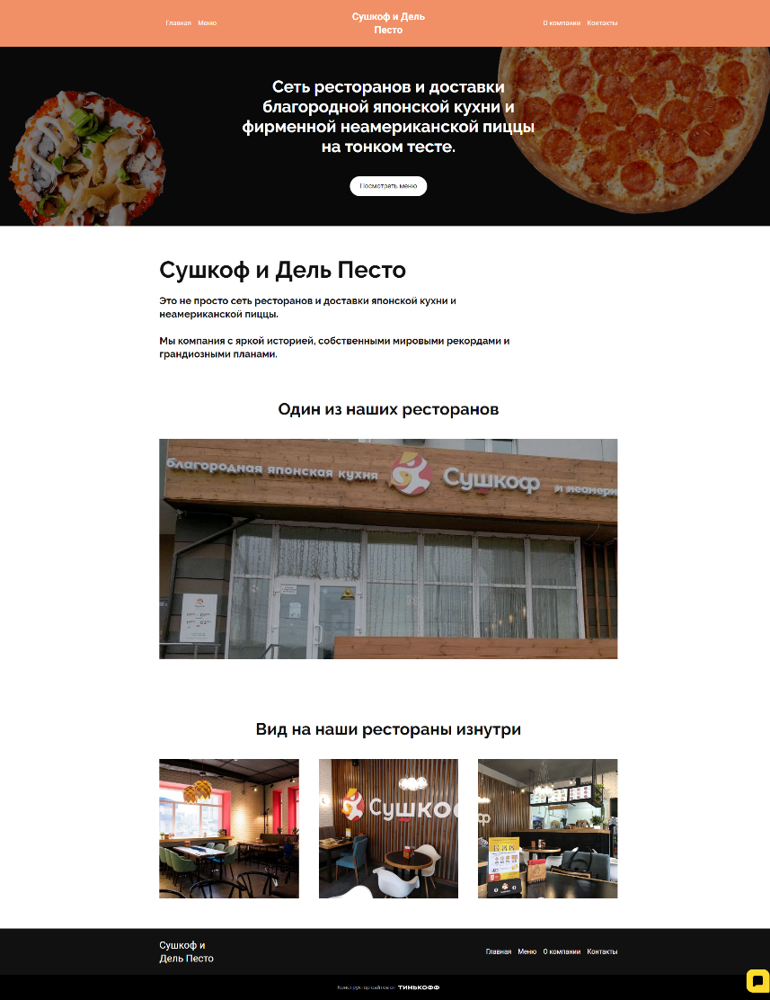 Главная Меню
Сушкоф и Дель
Песто
О компании Контакты
Сеть ресторанов и доставки
благородной японской кухни и
фирменной неамериканской пиццы
на тонком тесте.
Посмотреть меню
Сушкоф и Дель Песто
Это не просто сеть ресторанов и доставки японской кухни и
неамериканской пиццы.
Мы компания с яркой историей, собственными мировыми рекордами и
грандиозными планами.
Один из наших ресторанов
благородная японская кухня Сушкоф и неамери
Вид на наши рестораны изнутри
Сушкоф
Сушкоф и
Дель Песто
Главная Меню О компании Контакты
Конструктор сайтов от ТИНЬКОФФ